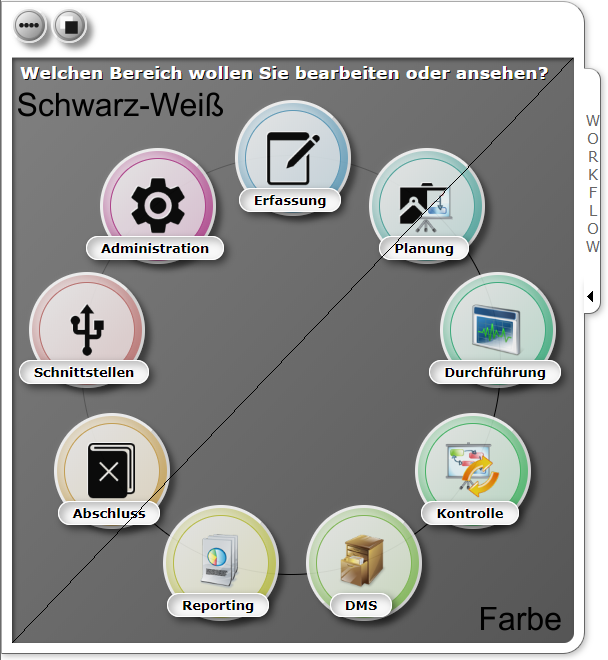 Welchen Bereich wollen Sie bearbeiten oder ansehen?
Schwarz-Weiß
Erfassung
Administration
Planung
Schnittstellen
Durchführung
Abschluss
Kontrolle
Reporting
DMS
Farbe
WORKFLOW